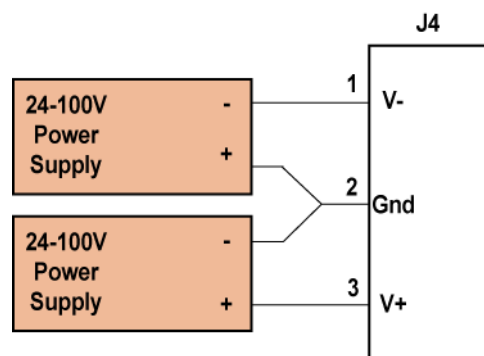 J4
24-100V
Power
Supply
-
+
1
V-
2
Gnd
24-100V
Power
Supply
-
+
3
V+